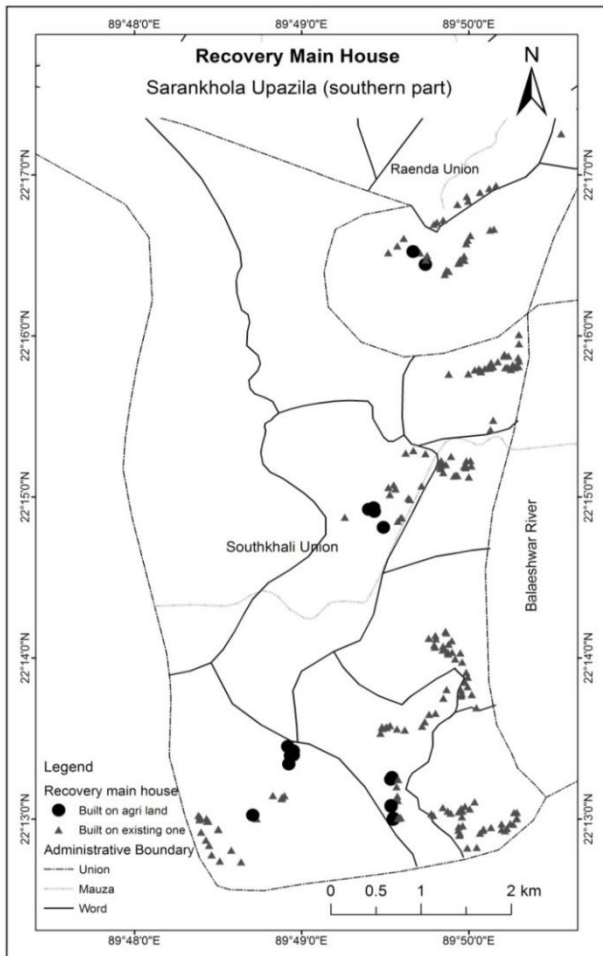 89°48'0"E 89°49'0"E 89°50'0"E
Recovery Main House
Sarankhola Upazila (southern part)
N
22°17'0"N
22°17'0"N
Raenda Union
22°16'0"N
22°16'0"N
22°15'0"N
22°15'0"N
Southkhali Union
Balaeshwar River
22°14'0"N
22°14'0"N
22°13'0"N
22°13'0"N
Legend
Recovery main house
Built on agri land
Built on existing one
Administrative Boundary
Union
Mauza
Word
0 0.5 1 2 km
89°48'0"E 89°49'0"E 89°50'0"E